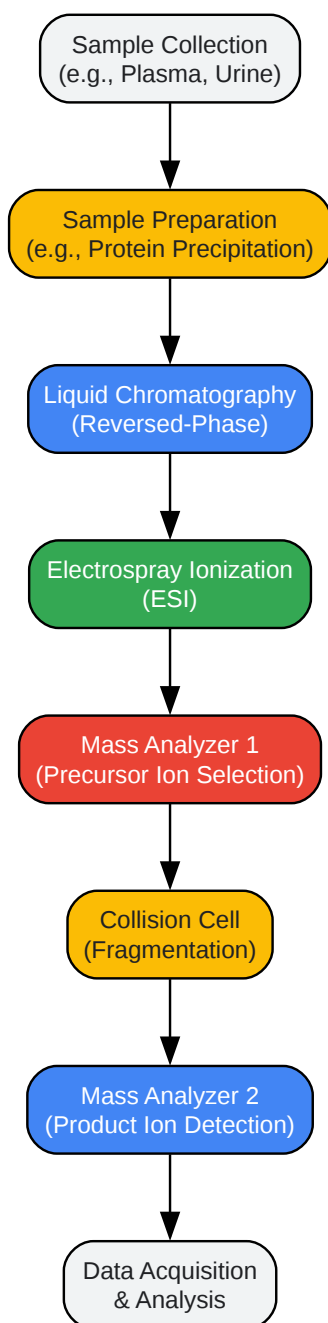 Sample Collection
(e.g., Plasma, Urine)
Sample Preparation
(e.g., Protein Precipitation)
Liquid Chromatography
(Reversed-Phase)
Electrospray Ionization
(ESI)
Mass Analyzer 1
(Precursor Ion Selection)
Collision Cell
(Fragmentation)
Mass Analyzer 2
(Product Ion Detection)
Data Acquisition
& Analysis